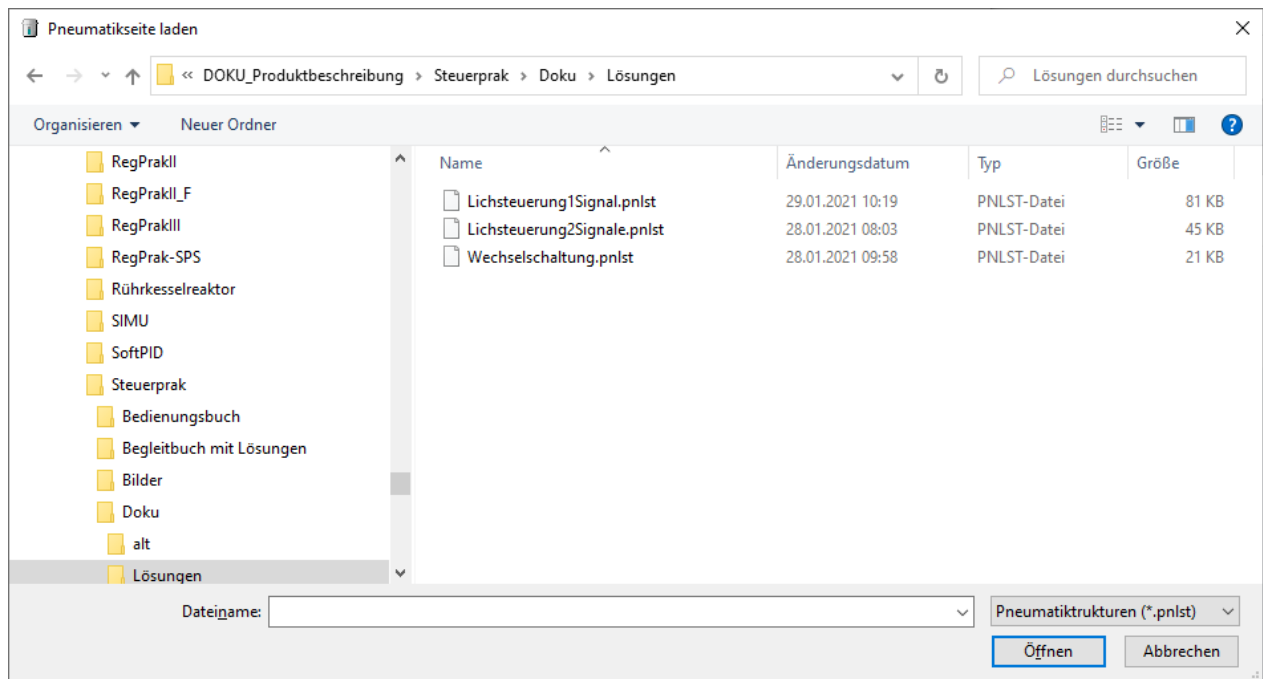 Pneumatikseite laden
« DOKU_Produktbeschreibung > Steuerprak > Doku > Lösungen
Lösungen durchsuchen
Organisieren
Neuer Ordner
RegPrakII
RegPrakII_F
RegPrakIII
RegPrak-SPS
Rührkesselreaktor
SIMU
SoftPID
Steuerprak
Bedienungsbuch
Begleitbuch mit Lösungen
Bilder
Doku
alt
Lösungen
Name Änderungsdatum Typ Größe
Lichsteuerung1Signal.pnlst 29.01.2021 10:19 PNLST-Datei 81 KB
Lichsteuerung2Signale.pnlst 28.01.2021 08:03 PNLST-Datei 45 KB
Wechselschaltung.pnlst 28.01.2021 09:58 PNLST-Datei 21 KB
Dateiname:
Pneumatiktrukturen (*.pnlst)
Öffnen
Abbrechen